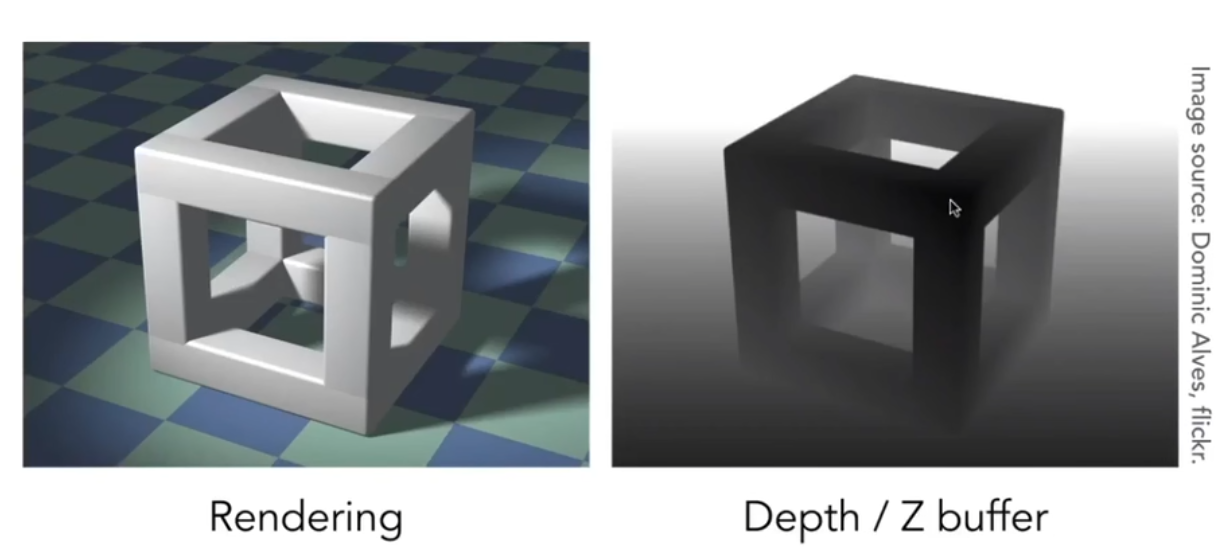 Rendering
Depth / Z buffer
Image source: Dominic Alves, flickr.